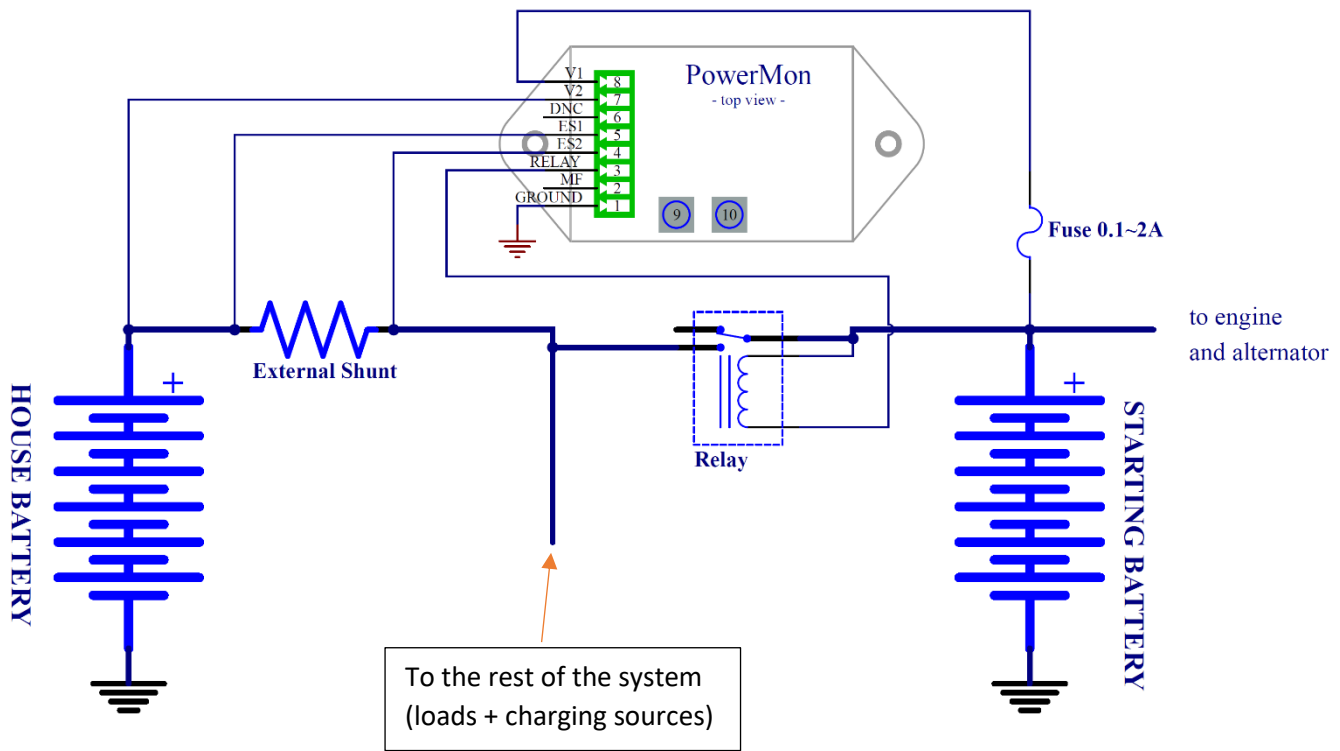 PowerMon
- top view -
V1
8
V2
7
DNC
6
ES1
5
ES2
4
RELAY
3
MF
2
GROUND
1
9
10
Fuse 0.1~2A
to engine
and alternator
External Shunt
Relay
+
HOUSE BATTERY
+
STARTING BATTERY
To the rest of the system
(loads + charging sources)